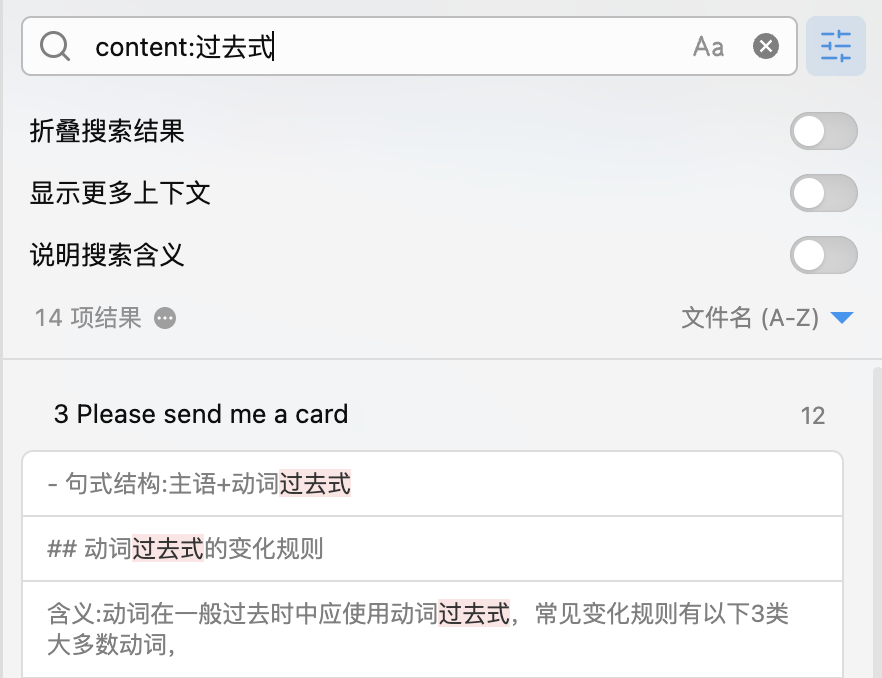 content:过去式
Aa
折叠搜索结果
显示更多上下文
说明搜索含义
14 项结果
文件名 (A-Z)
3 Please send me a card
12
- 句式结构:主语+动词过去式
## 动词过去式的变化规则
含义:动词在一般过去时中应使用动词过去式，常见变化规则有以下3类
大多数动词，